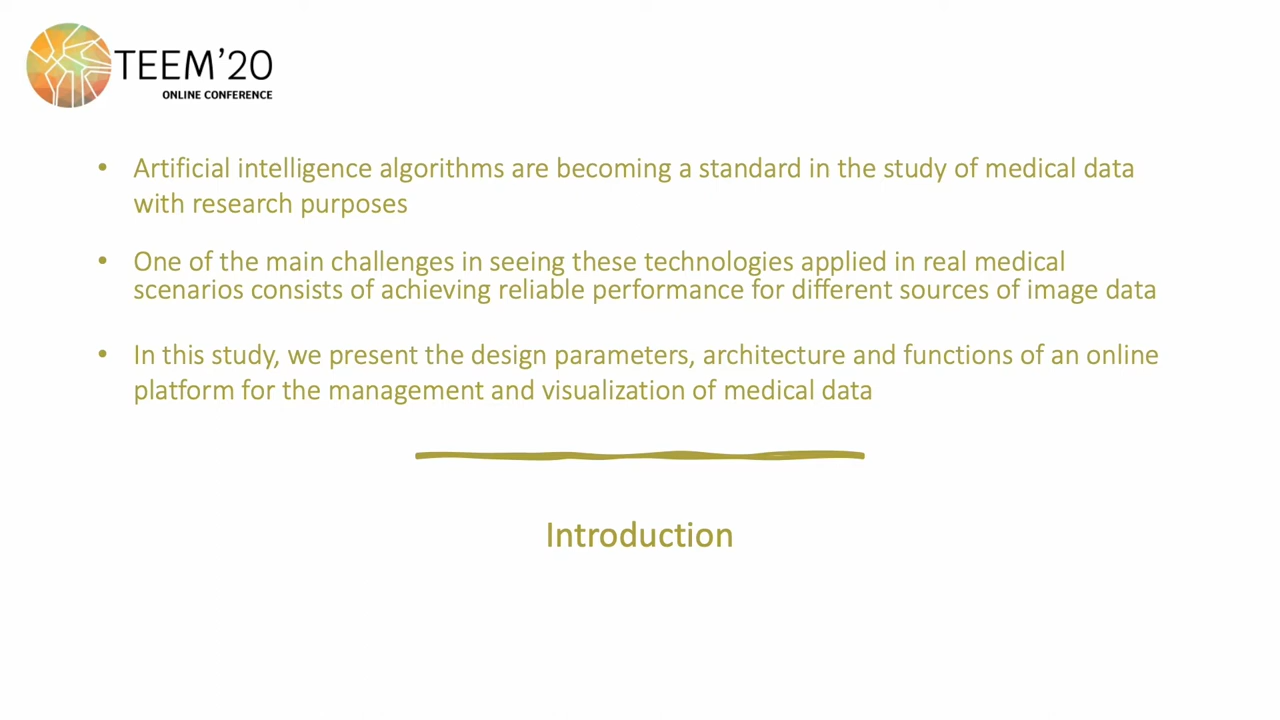 TEEM’20
ONLINE CONFERENCE
• Artificial intelligence algorithms are becoming a standard in the study of medical data
with research purposes
• One of the main challenges in seeing these technologies applied in real medical
scenarios consists of achieving reliable performance for different sources of image data
• In this study, we present the design parameters, architecture and functions of an online
platform for the management and visualization of medical data
Introduction